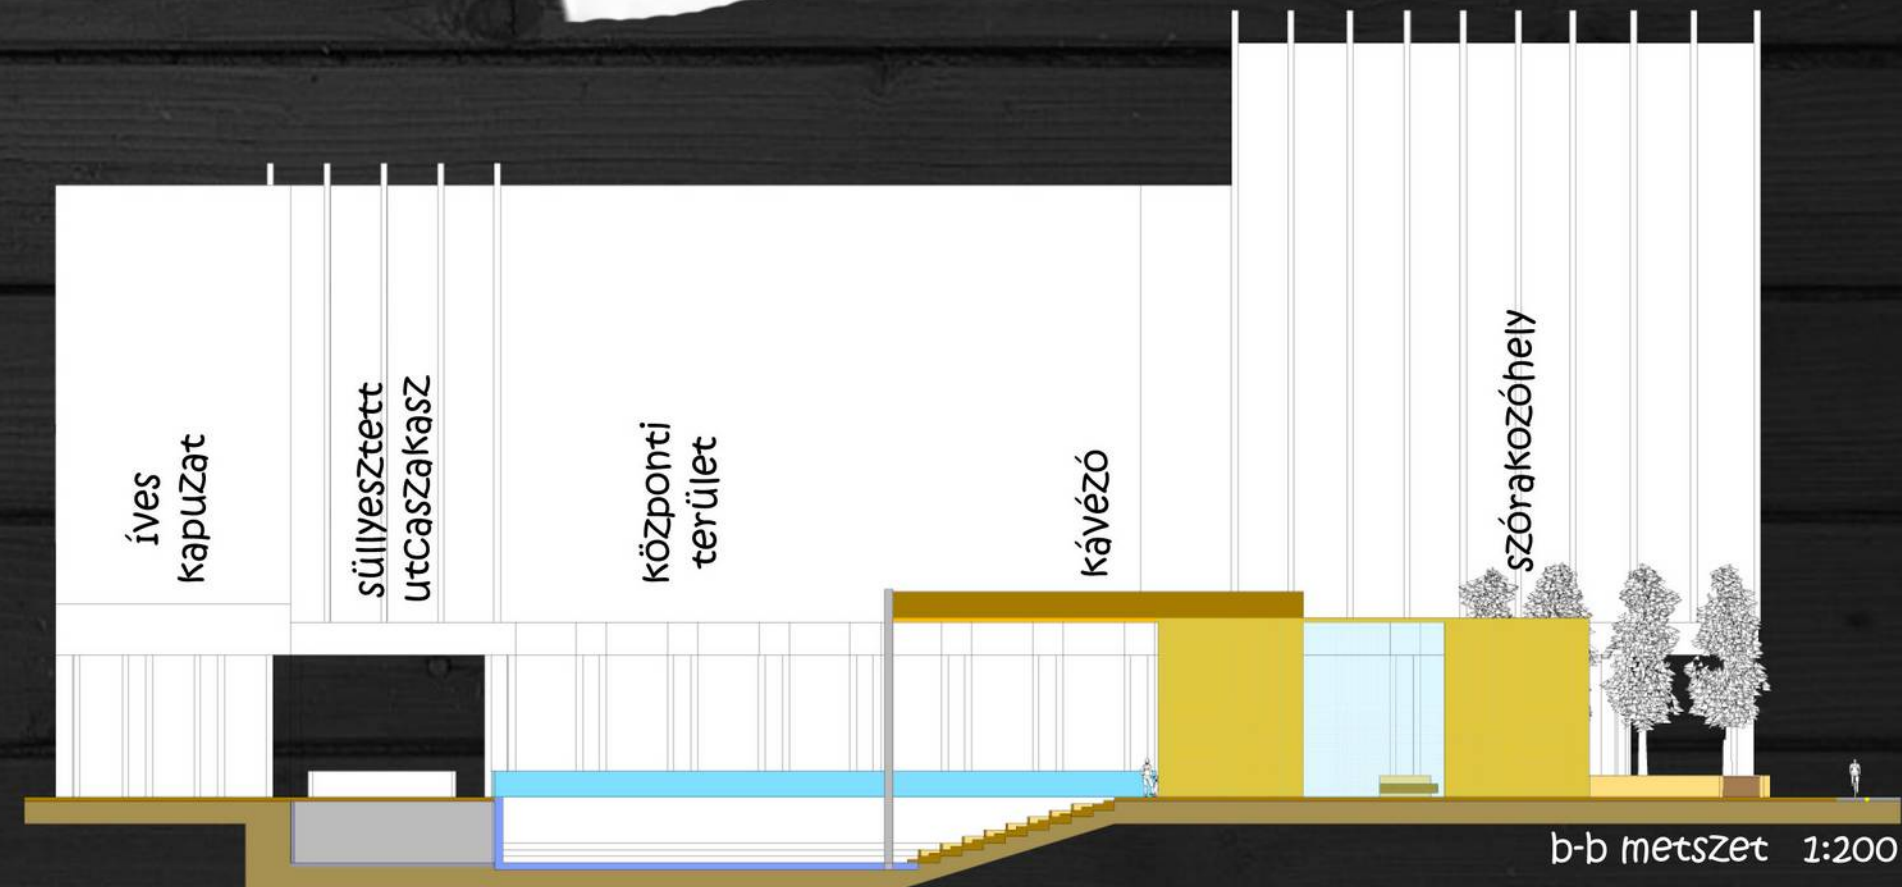 íves
kapuzat
süllyesztett
utcaszakasz
központi
terület
kávézó
szórakozóhely
b-b metszet 1:200